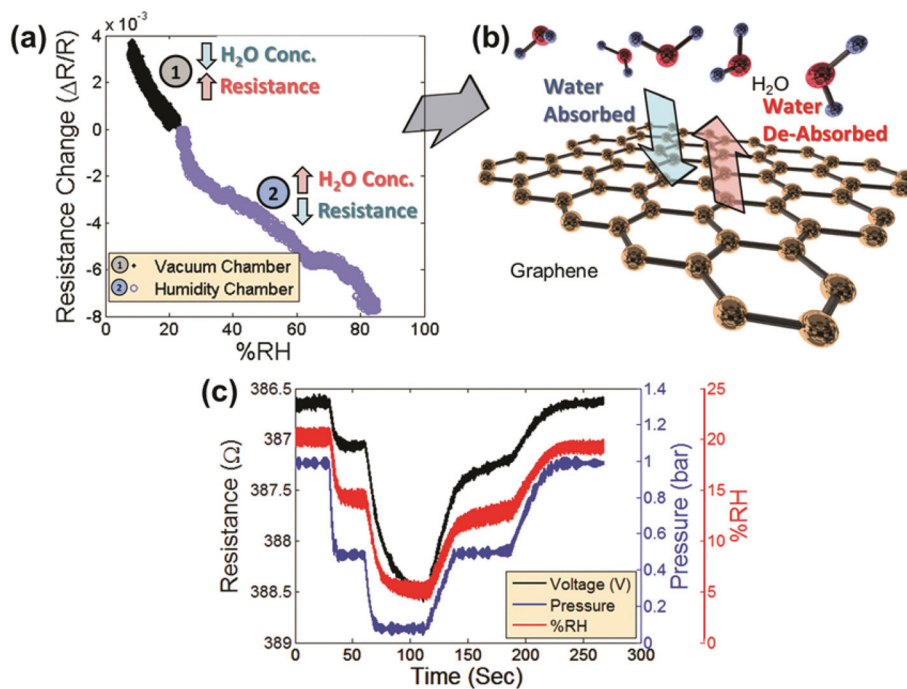 (a)
× 10⁻³
4
2
0
-2
-4
-6
-8
Resistance Change (ΔR/R)
1
H₂O Conc.
Resistance
2
H₂O Conc.
Resistance
1 Vacuum Chamber
2 Humidity Chamber
0 20 40 60 80 100
%RH
(b)
Water
Absorbed
H₂O
Water
De-Absorbed
Graphene
(c)
386.5
387
387.5
388
388.5
389
Resistance (Ω)
1.4
1.2
1
0.8
0.6
0.4
0.2
0
Pressure (bar)
25
20
15
10
5
0
%RH
Voltage (V)
Pressure
%RH
0 50 100 150 200 250 300
Time (Sec)